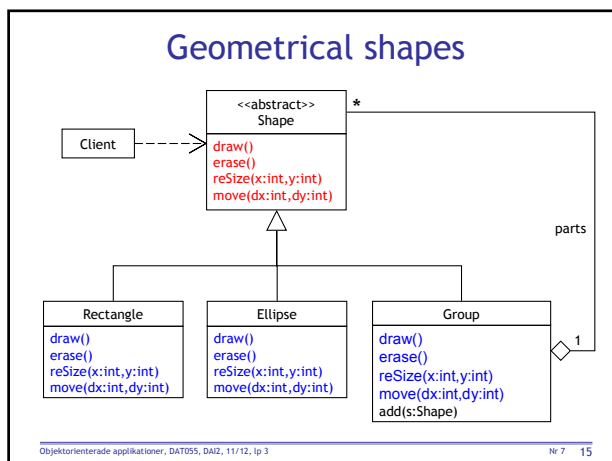 Geometrical shapes
<<abstract>>
Shape
*
Client
draw()
erase()
reSize(x:int,y:int)
move(dx:int,dy:int)
parts
Rectangle
draw()
erase()
reSize(x:int,y:int)
move(dx:int,dy:int)
Ellipse
draw()
erase()
reSize(x:int,y:int)
move(dx:int,dy:int)
Group
draw()
erase()
reSize(x:int,y:int)
move(dx:int,dy:int)
add(s:Shape)
1
Objektorienterade applikationer, DAT055, DAI2, 11/12, lp 3
Nr 7 15